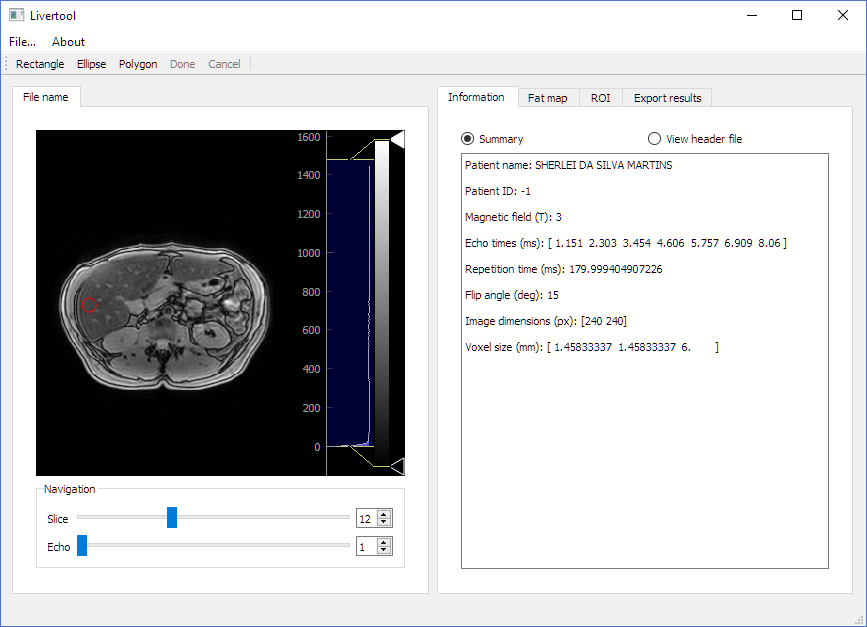 Livertool
File... About
Rectangle Ellipse Polygon Done Cancel
File name
1600
1400
1200
1000
800
600
400
200
0
Navigation
Slice 12
Echo 1
Information Fat map ROI Export results
Summary View header file
Patient name: SHERLEI DA SILVA MARTINS
Patient ID: -1
Magnetic field (T): 3
Echo times (ms): [ 1.151 2.303 3.454 4.606 5.757 6.909 8.06 ]
Repetition time (ms): 179.999404907226
Flip angle (deg): 15
Image dimensions (px): [240 240]
Voxel size (mm): [ 1.45833337 1.45833337 6. ]